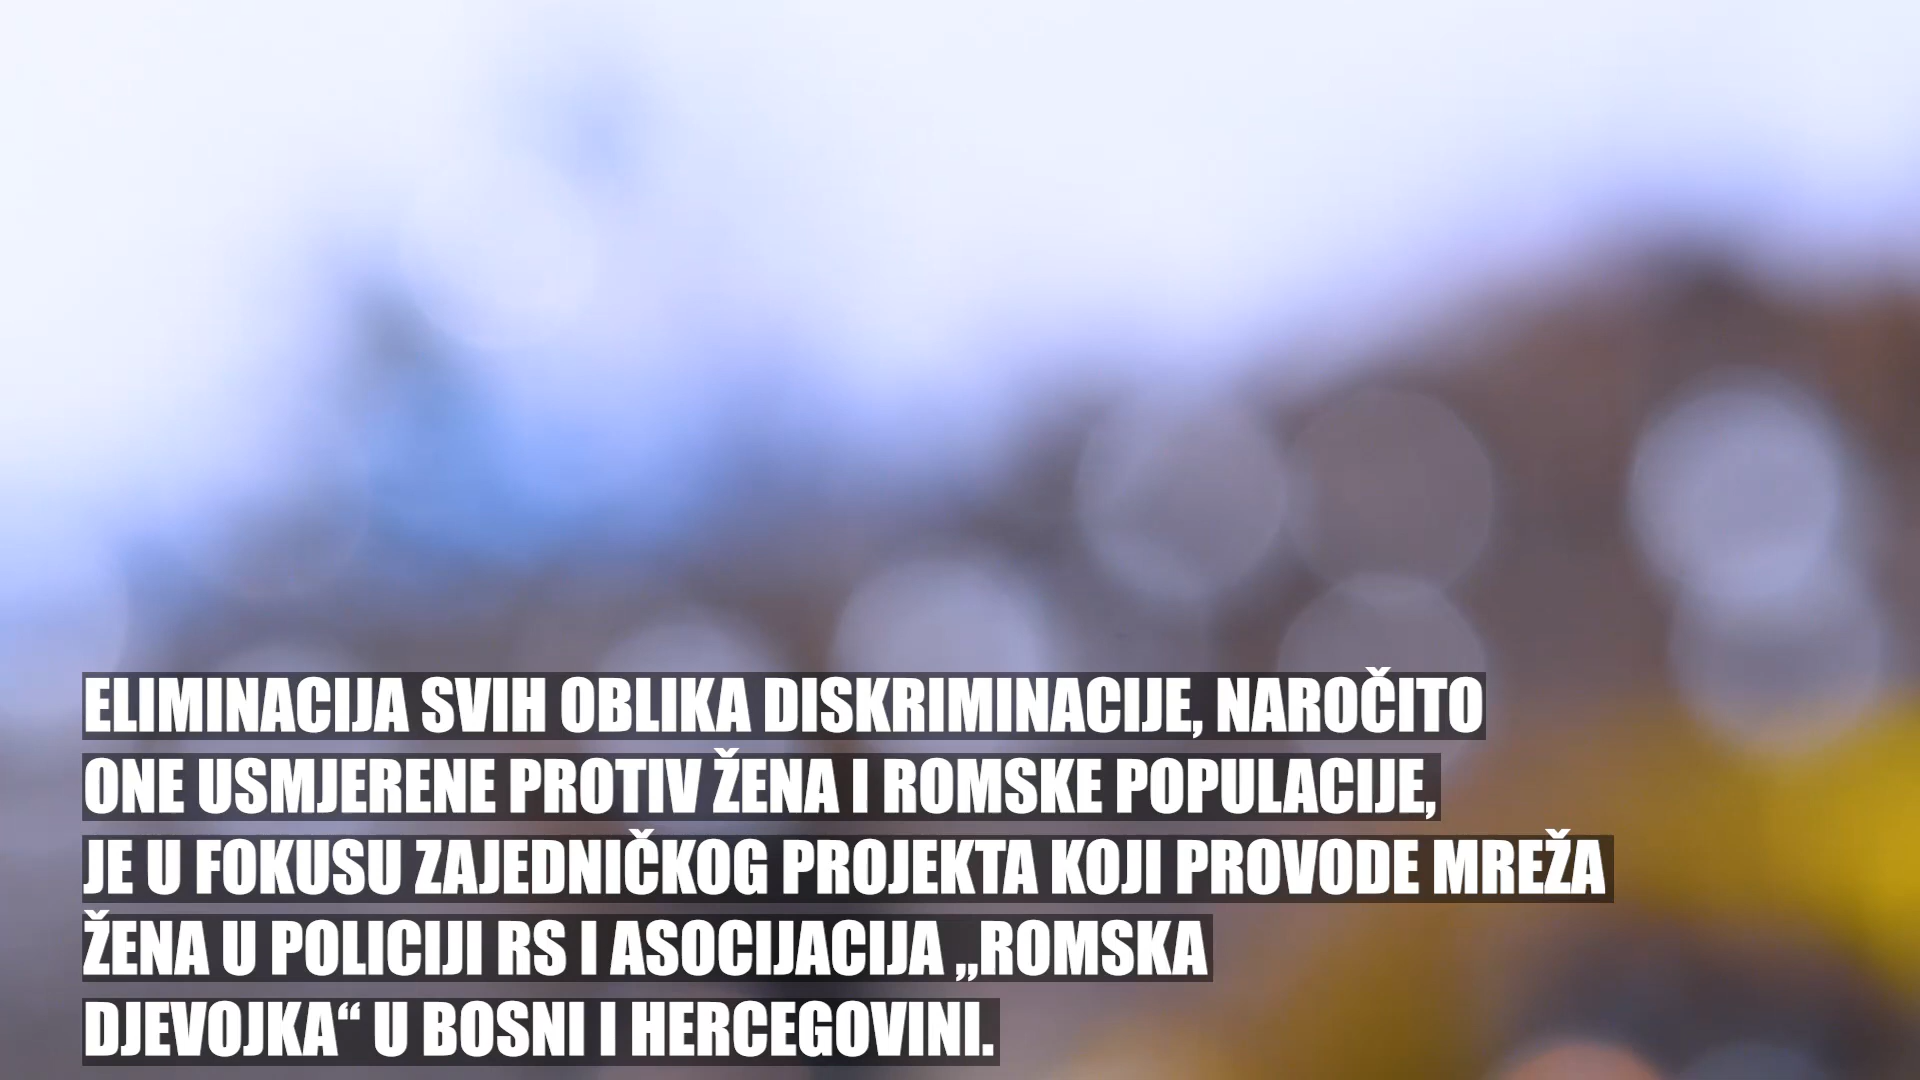 ELIMINACIJA SVIH OBLIKA DISKRIMINACIJE, NAROČITO
ONE USMJERENE PROTIV ŽENA I ROMSKE POPULACIJE,
JE U FOKUSU ZAJEDNIČKOG PROJEKTA KOJI PROVODE MREŽA
ŽENA U POLICIJI RS I ASOCIJACIJA „ROMSKA
DJEVOJKA“ U BOSNI I HERCEGOVINI.